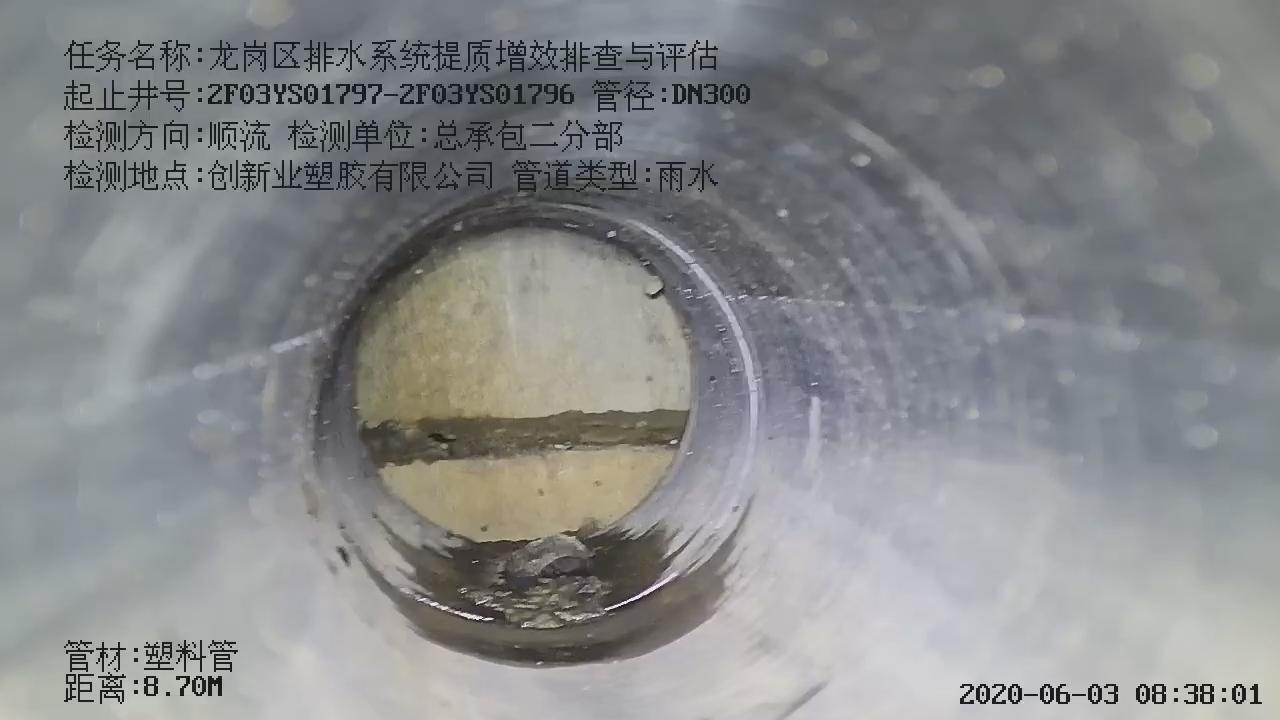 任务名称:龙岗区排水系统提质增效排查与评估
起止井号:2F03YS01797-2F03YS01796 管径:DN300
检测方向:顺流 检测单位:总承包二分部
检测地点:创新业塑胶有限公司 管道类型:雨水
管材:塑料管
距离:8.70M
2020-06-03 08:38:01